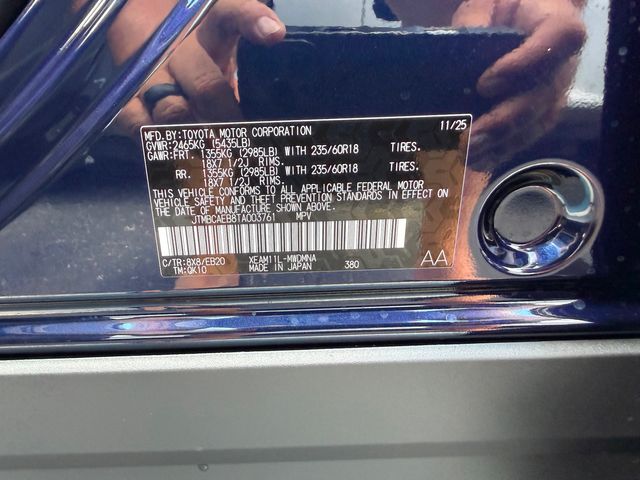 MFD.BY:TOYOTA MOTOR CORPORATION 11/25
GVWR:2465KG (5435LB)
GAWR:FRT. 1355KG (2985LB) WITH 235/60R18 TIRES.
18X7 1/2J RIMS.
RR. 1355KG (2985LB) WITH 235/60R18 TIRES.
18X7 1/2J RIMS.
THIS VEHICLE CONFORMS TO ALL APPLICABLE FEDERAL MOTOR
VEHICLE SAFETY AND THEFT PREVENTION STANDARDS IN EFFECT ON
THE DATE OF MANUFACTURE SHOWN ABOVE.
JTMBCAEB8TA003761 MPV
C/TR:8X8/EB20 XEAM11L-MWDMNA
TM:QK10 MADE IN JAPAN 380 AA